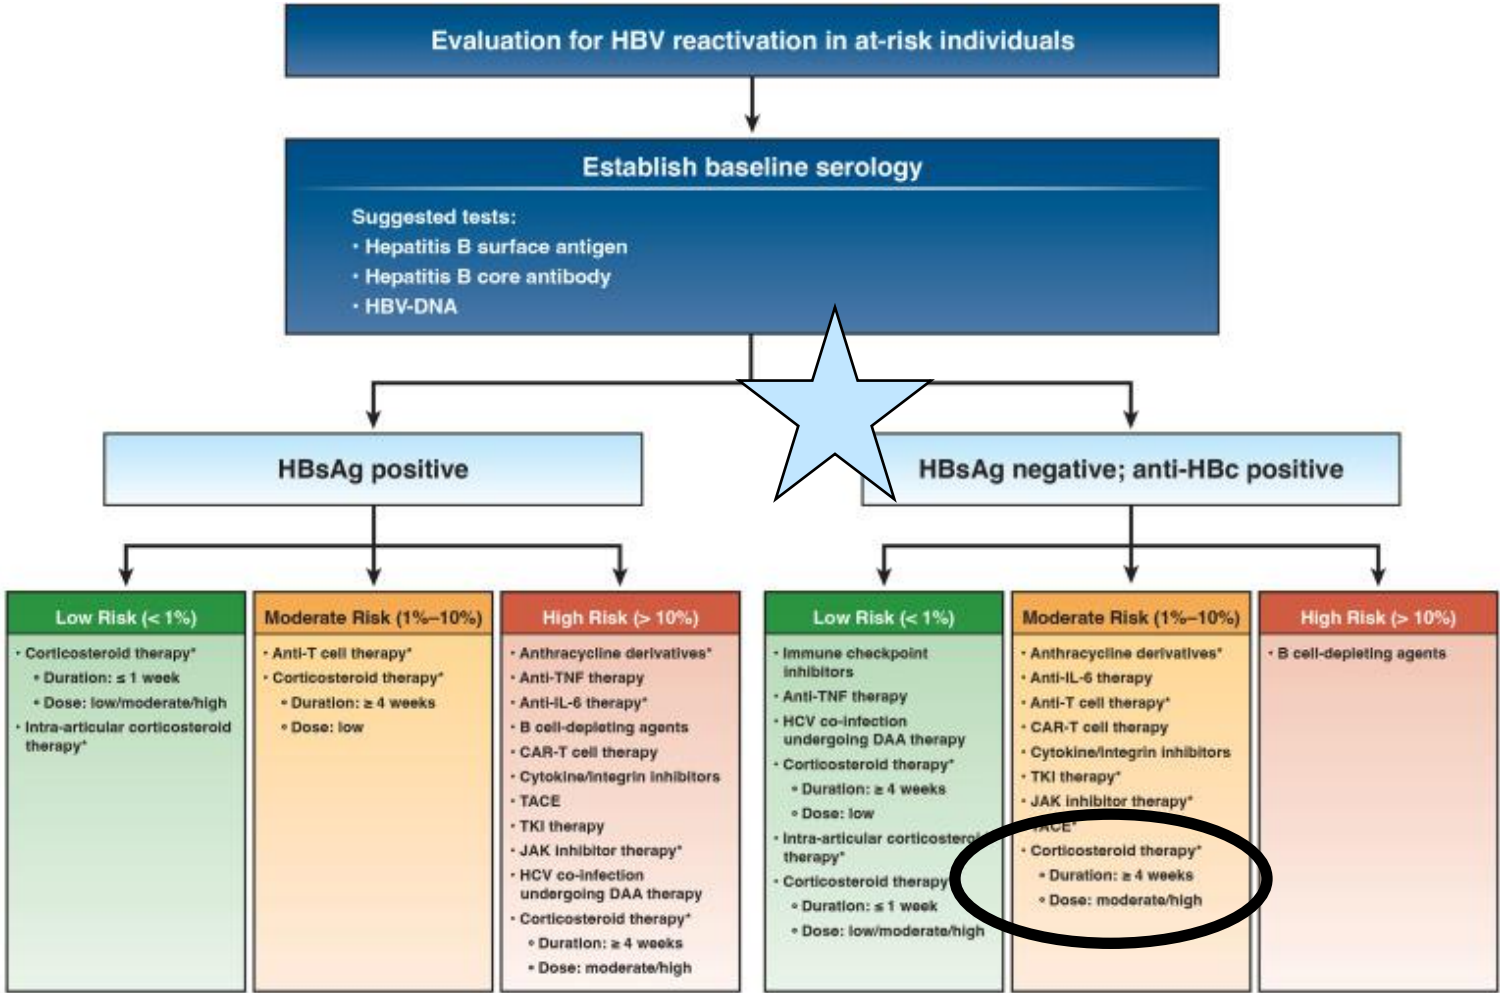 Evaluation for HBV reactivation in at-risk individuals
Establish baseline serology
Suggested tests:
· Hepatitis B surface antigen
· Hepatitis B core antibody
· HBV-DNA
HBsAg positive
HBsAg negative; anti-HBc positive
Low Risk (< 1%)
· Corticosteroid therapy*
∘ Duration: ≤ 1 week
∘ Dose: low/moderate/high
· Intra-articular corticosteroid
therapy*
Moderate Risk (1%–10%)
· Anti-T cell therapy*
· Corticosteroid therapy*
∘ Duration: ≥ 4 weeks
∘ Dose: low
High Risk (> 10%)
· Anthracycline derivatives*
· Anti-TNF therapy
· Anti-IL-6 therapy*
· B cell-depleting agents
· CAR-T cell therapy
· Cytokine/integrin inhibitors
· TACE
· TKI therapy
· JAK inhibitor therapy*
· HCV co-infection
undergoing DAA therapy
· Corticosteroid therapy*
∘ Duration: ≥ 4 weeks
∘ Dose: moderate/high
Low Risk (< 1%)
· Immune checkpoint
inhibitors
· Anti-TNF therapy
· HCV co-infection
undergoing DAA therapy
· Corticosteroid therapy*
∘ Duration: ≥ 4 weeks
∘ Dose: low
· Intra-articular corticosteroid
therapy*
· Corticosteroid therapy
∘ Duration: ≤ 1 week
∘ Dose: low/moderate/high
Moderate Risk (1%–10%)
· Anthracycline derivatives*
· Anti-IL-6 therapy
· Anti-T cell therapy*
· CAR-T cell therapy
· Cytokine/integrin inhibitors
· TKI therapy*
· JAK inhibitor therapy*
TACE*
· Corticosteroid therapy*
∘ Duration: ≥ 4 weeks
∘ Dose: moderate/high
High Risk (> 10%)
· B cell-depleting agents